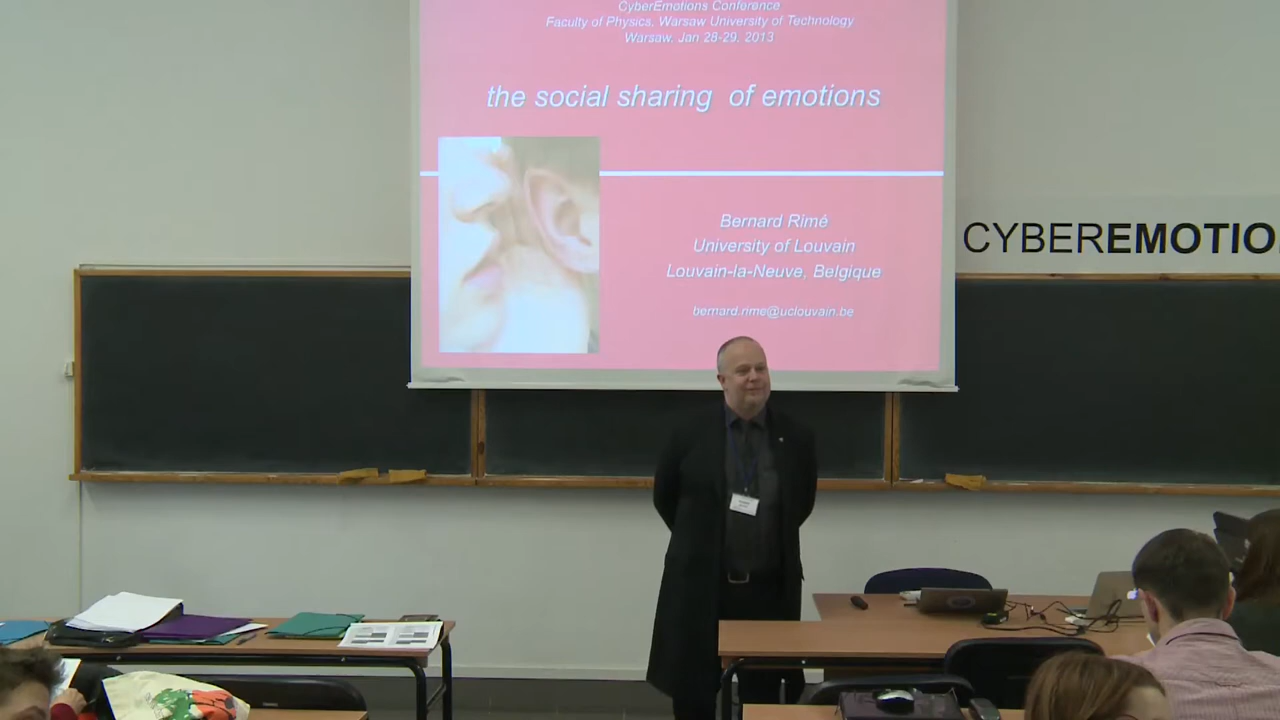 CyberEmotions Conference
Faculty of Physics, Warsaw University of Technology
Warsaw, Jan 28-29, 2013
the social sharing of emotions
Bernard Rimé
University of Louvain
Louvain-la-Neuve, Belgique
bernard.rime@uclouvain.be
CYBEREMOTIO